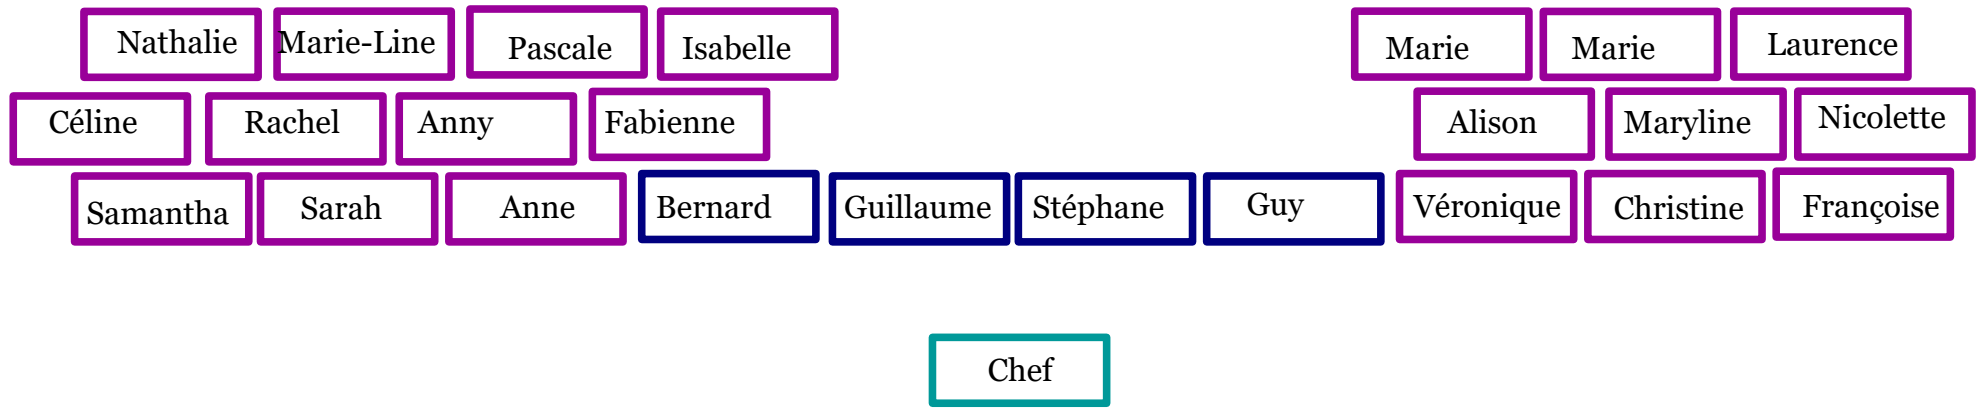 Nathalie Marie-Line Pascale Isabelle Marie Marie Laurence
Céline Rachel Anny Fabienne Alison Maryline Nicolette
Samantha Sarah Anne Bernard Guillaume Stéphane Guy Véronique Christine Françoise
Chef